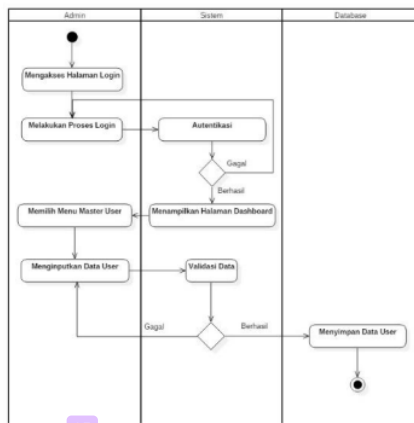 Admin
Sistem
Database
Mengakses Halaman Login
Melakukan Proses Login
Autentikasi
Gagal
Berhasil
Memilih Menu Master User
Menampilkan Halaman Dashboard
Menginputkan Data User
Validasi Data
Gagal
Berhasil
Menyimpan Data User